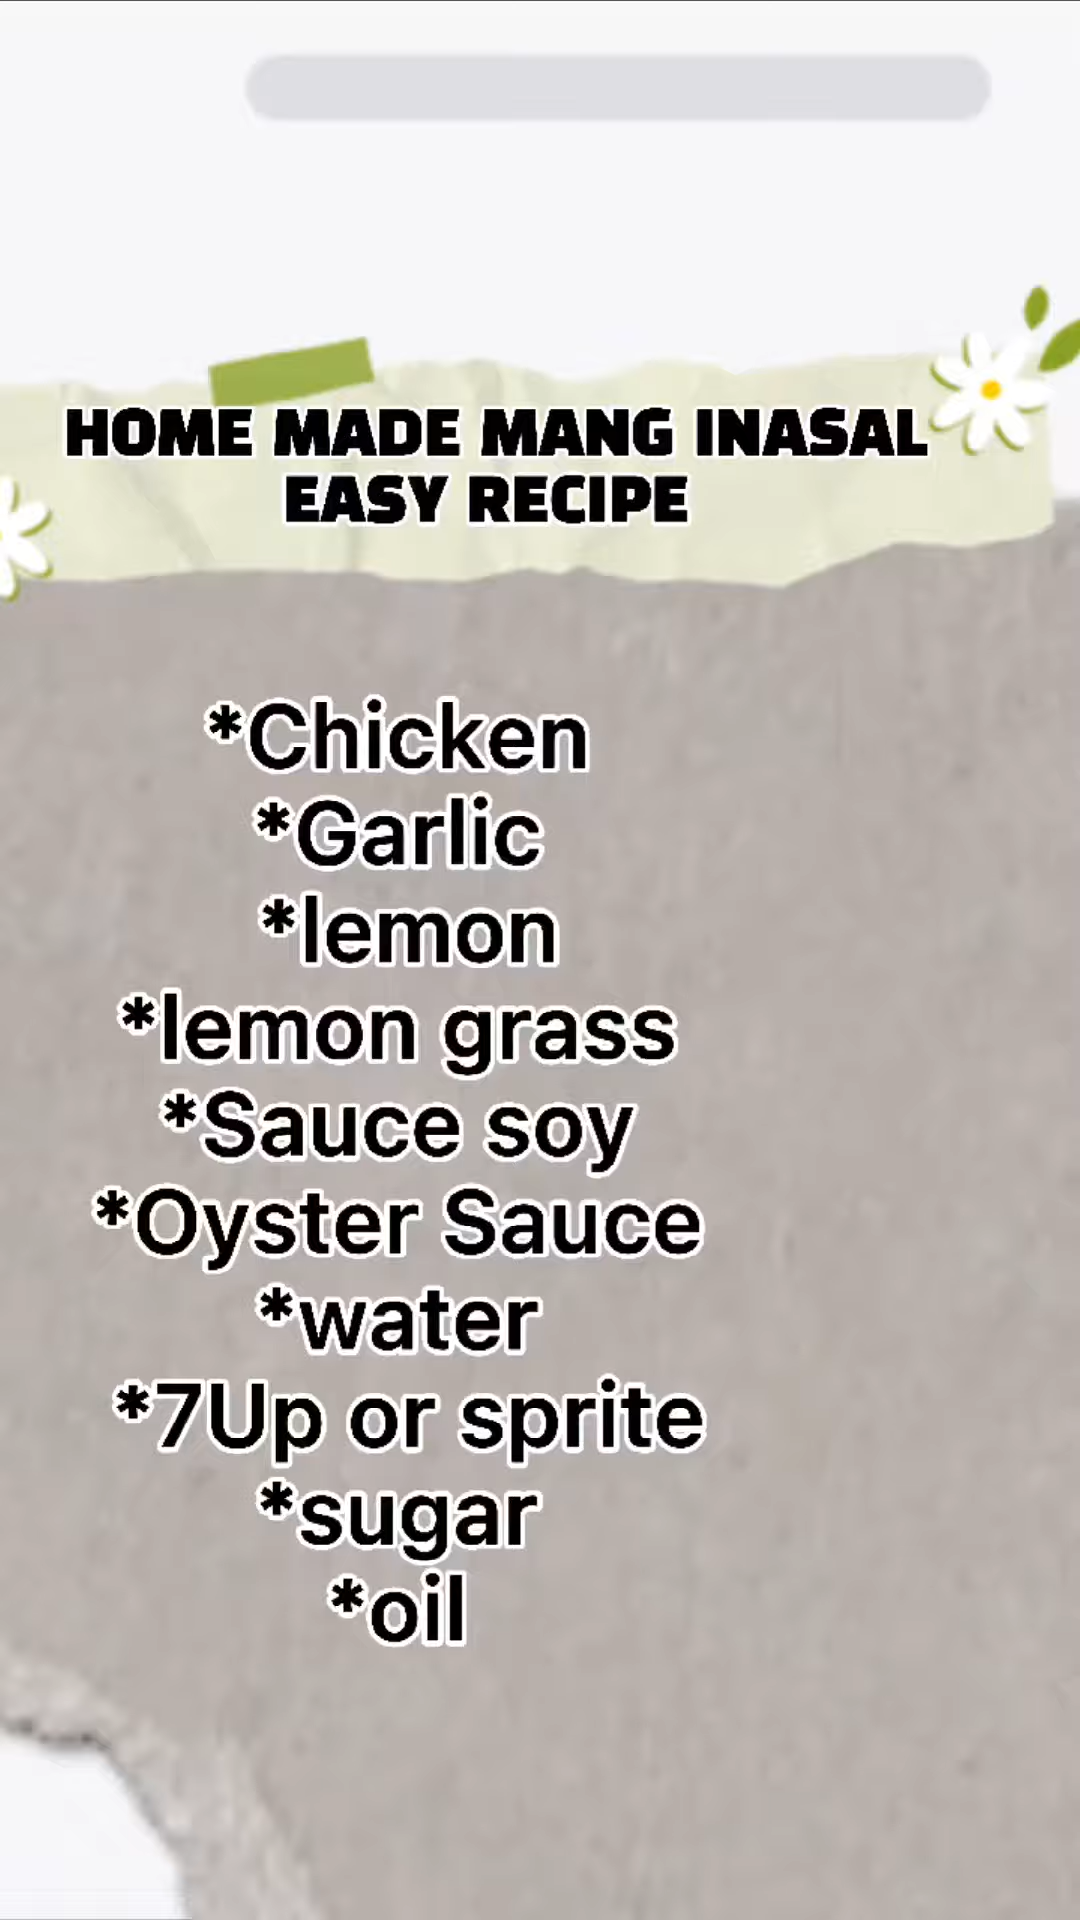 HOME MADE MANG INASAL
EASY RECIPE
*Chicken
*Garlic
*lemon
*lemon grass
*Sauce soy
*Oyster Sauce
*water
*7Up or sprite
*sugar
*oil